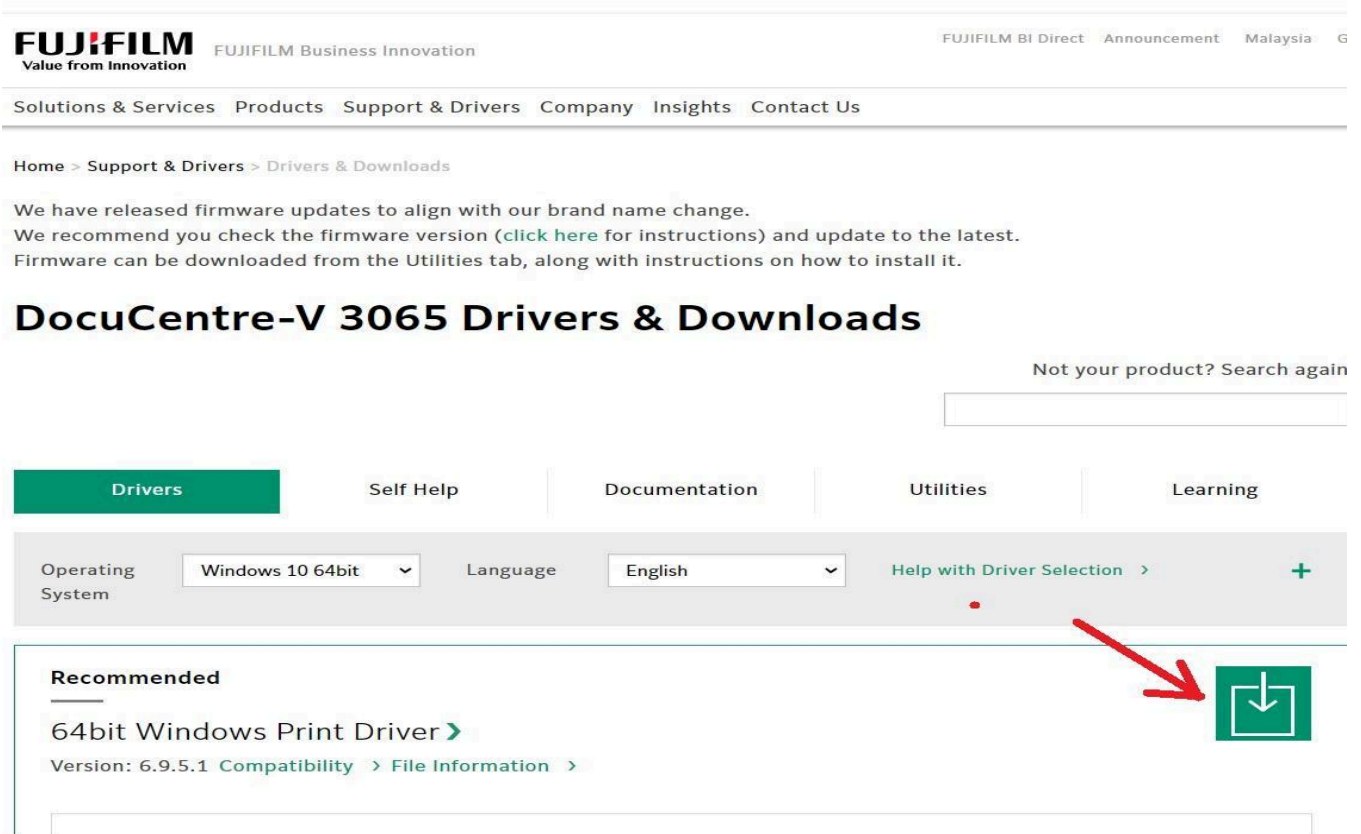 FUJIFILM
Value from Innovation
FUJIFILM Business Innovation
FUJIFILM BI Direct Announcement Malaysia G
Solutions & Services Products Support & Drivers Company Insights Contact Us
Home > Support & Drivers > Drivers & Downloads
We have released firmware updates to align with our brand name change.
We recommend you check the firmware version (click here for instructions) and update to the latest.
Firmware can be downloaded from the Utilities tab, along with instructions on how to install it.
DocuCentre-V 3065 Drivers & Downloads
Not your product? Search again
Drivers Self Help Documentation Utilities Learning
Operating System Windows 10 64bit Language English Help with Driver Selection > +
Recommended
64bit Windows Print Driver >
Version: 6.9.5.1 Compatibility > File Information >